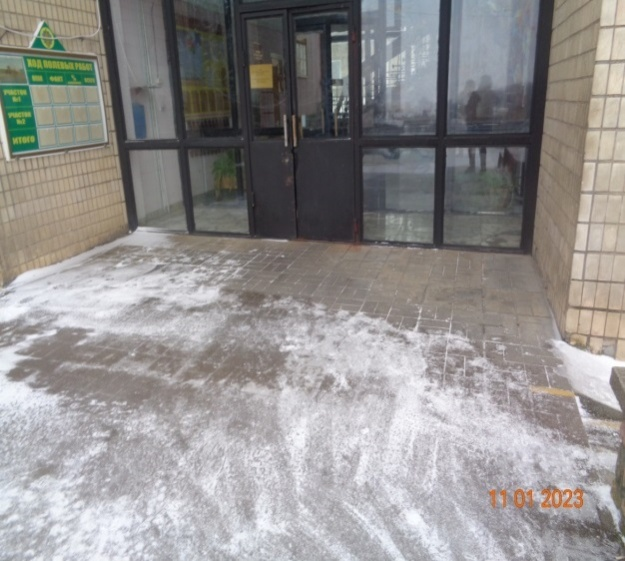 ХОД ПОЛЕВЫХ РАБОТ
ПЛАН ФАКТ %
УЧАСТОК
№1
УЧАСТОК
№2
ИТОГО
11 01 2023